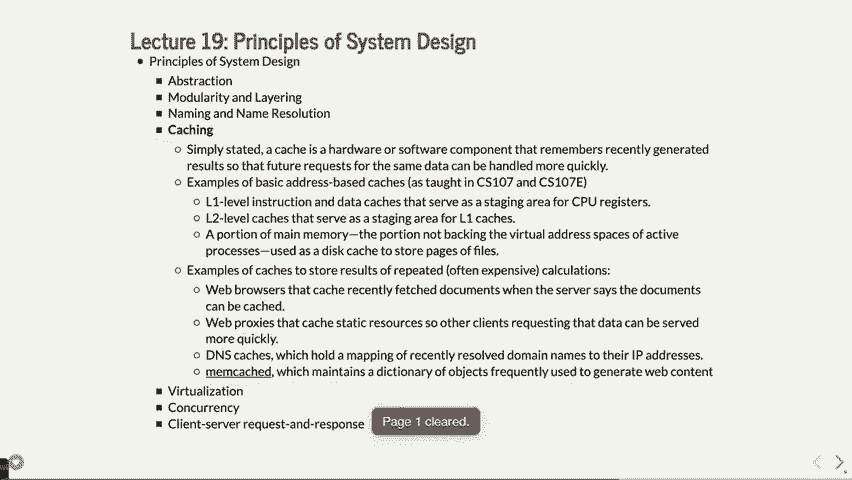 Lecture 19: Principles of System Design
Principles of System Design
Abstraction
Modularity and Layering
Naming and Name Resolution
Caching
Simply stated, a cache is a hardware or software component that remembers recently generated
results so that future requests for the same data can be handled more quickly.
Examples of basic address-based caches (as taught in CS107 and CS107E)
L1-level instruction and data caches that serve as a staging area for CPU registers.
L2-level caches that serve as a staging area for L1 caches.
A portion of main memory—the portion not backing the virtual address spaces of active
processes—used as a disk cache to store pages of files.
Examples of caches to store results of repeated (often expensive) calculations:
Web browsers that cache recently fetched documents when the server says the documents
can be cached.
Web proxies that cache static resources so other clients requesting that data can be served
more quickly.
DNS caches, which hold a mapping of recently resolved domain names to their IP addresses.
memcached, which maintains a dictionary of objects frequently used to generate web content
Virtualization
Concurrency
Client-server request-and-response
Page 1 cleared.